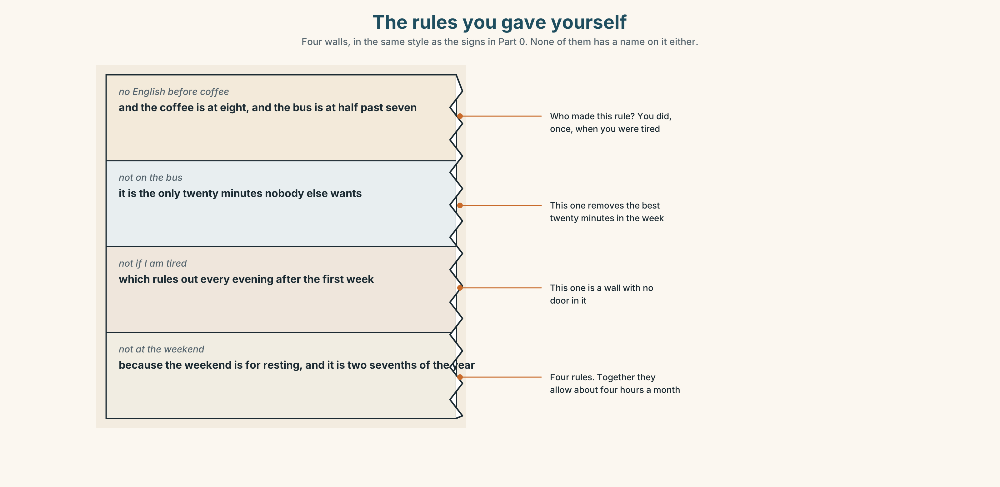 The rules you gave yourself
Four walls, in the same style as the signs in Part 0. None of them has a name on it either.
no English before coffee
and the coffee is at eight, and the bus is at half past seven
Who made this rule? You did,
once, when you were tired
not on the bus
it is the only twenty minutes nobody else wants
This one removes the best
twenty minutes in the week
not if I am tired
which rules out every evening after the first week
This one is a wall with no
door in it
not at the weekend
because the weekend is for resting, and it is two sevenths of the year
Four rules. Together they
allow about four hours a month